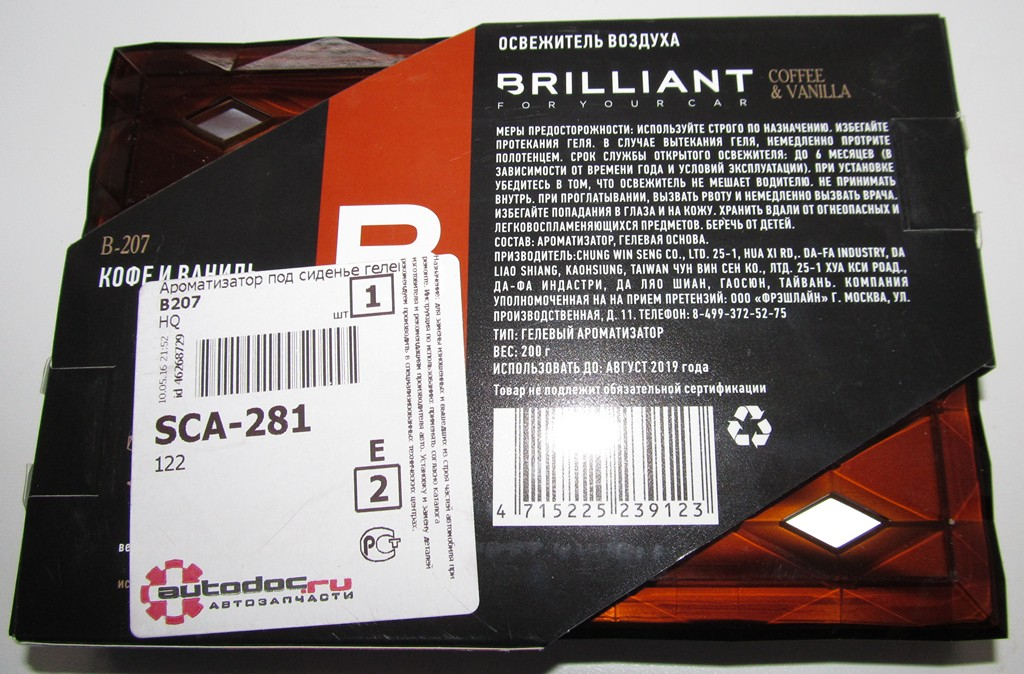 ОСВЕЖИТЕЛЬ ВОЗДУХА
BRILLIANT
FOR YOUR CAR
COFFEE
& VANILLA
МЕРЫ ПРЕДОСТОРОЖНОСТИ: ИСПОЛЬЗУЙТЕ СТРОГО ПО НАЗНАЧЕНИЮ. ИЗБЕГАЙТЕ
ПРОТЕКАНИЯ ГЕЛЯ. В СЛУЧАЕ ВЫТЕКАНИЯ ГЕЛЯ, НЕМЕДЛЕННО ПРОТРИТЕ
ПОЛОТЕНЦЕМ. СРОК СЛУЖБЫ ОТКРЫТОГО ОСВЕЖИТЕЛЯ: ДО 6 МЕСЯЦЕВ (В
ЗАВИСИМОСТИ ОТ ВРЕМЕНИ ГОДА И УСЛОВИЙ ЭКСПЛУАТАЦИИ). ПРИ УСТАНОВКЕ
УБЕДИТЕСЬ В ТОМ, ЧТО ОСВЕЖИТЕЛЬ НЕ МЕШАЕТ ВОДИТЕЛЮ. НЕ ПРИНИМАТЬ
ВНУТРЬ. ПРИ ПРОГЛАТЫВАНИИ, ВЫЗВАТЬ РВОТУ И НЕМЕДЛЕННО ВЫЗВАТЬ ВРАЧА.
ИЗБЕГАЙТЕ ПОПАДАНИЯ В ГЛАЗА И НА КОЖУ. ХРАНИТЬ ВДАЛИ ОТ ОГНЕОПАСНЫХ И
ЛЕГКОВОСПЛАМЕНЯЮЩИХСЯ ПРЕДМЕТОВ. БЕРЕЧЬ ОТ ДЕТЕЙ.
СОСТАВ: АРОМАТИЗАТОР, ГЕЛЕВАЯ ОСНОВА.
ПРИЗВОДИТЕЛЬ:CHUNG WIN SENG CO., LTD. 25-1, HUA XI RD,. DA-FA INDUSTRY, DA
LIAO SHIANG, KAOHSIUNG, TAIWAN ЧУН ВИН СЕН КО., ЛТД. 25-1 ХУА КСИ РОАД.,
ДА-ФА ИНДАСТРИ, ДА ЛЯО ШИАН, ГАОСЮН, ТАЙВАНЬ. КОМПАНИЯ
УПОЛНОМОЧЕННАЯ НА НА ПРИЕМ ПРЕТЕНЗИЙ: ООО «ФРЭШЛАЙН» Г. МОСКВА, УЛ.
ПРОИЗВОДСТВЕННАЯ, Д. 11. ТЕЛЕФОН: 8-499-372-52-75
ТИП: ГЕЛЕВЫЙ АРОМАТИЗАТОР
ВЕС: 200 г
ИСПОЛЬЗОВАТЬ ДО: АВГУСТ 2019 года
Товар не подлежит обязательной сертификации
4 715225 239123
B
B-207
КОФЕ И ВАНИЛЬ
Ароматизатор под сиденье гелев
B207
HQ
шт
1
10.05.16 21:52
id 46268729
SCA-281
122
E
2
РСТ
autodoc.ru
АВТОЗАПЧАСТИ